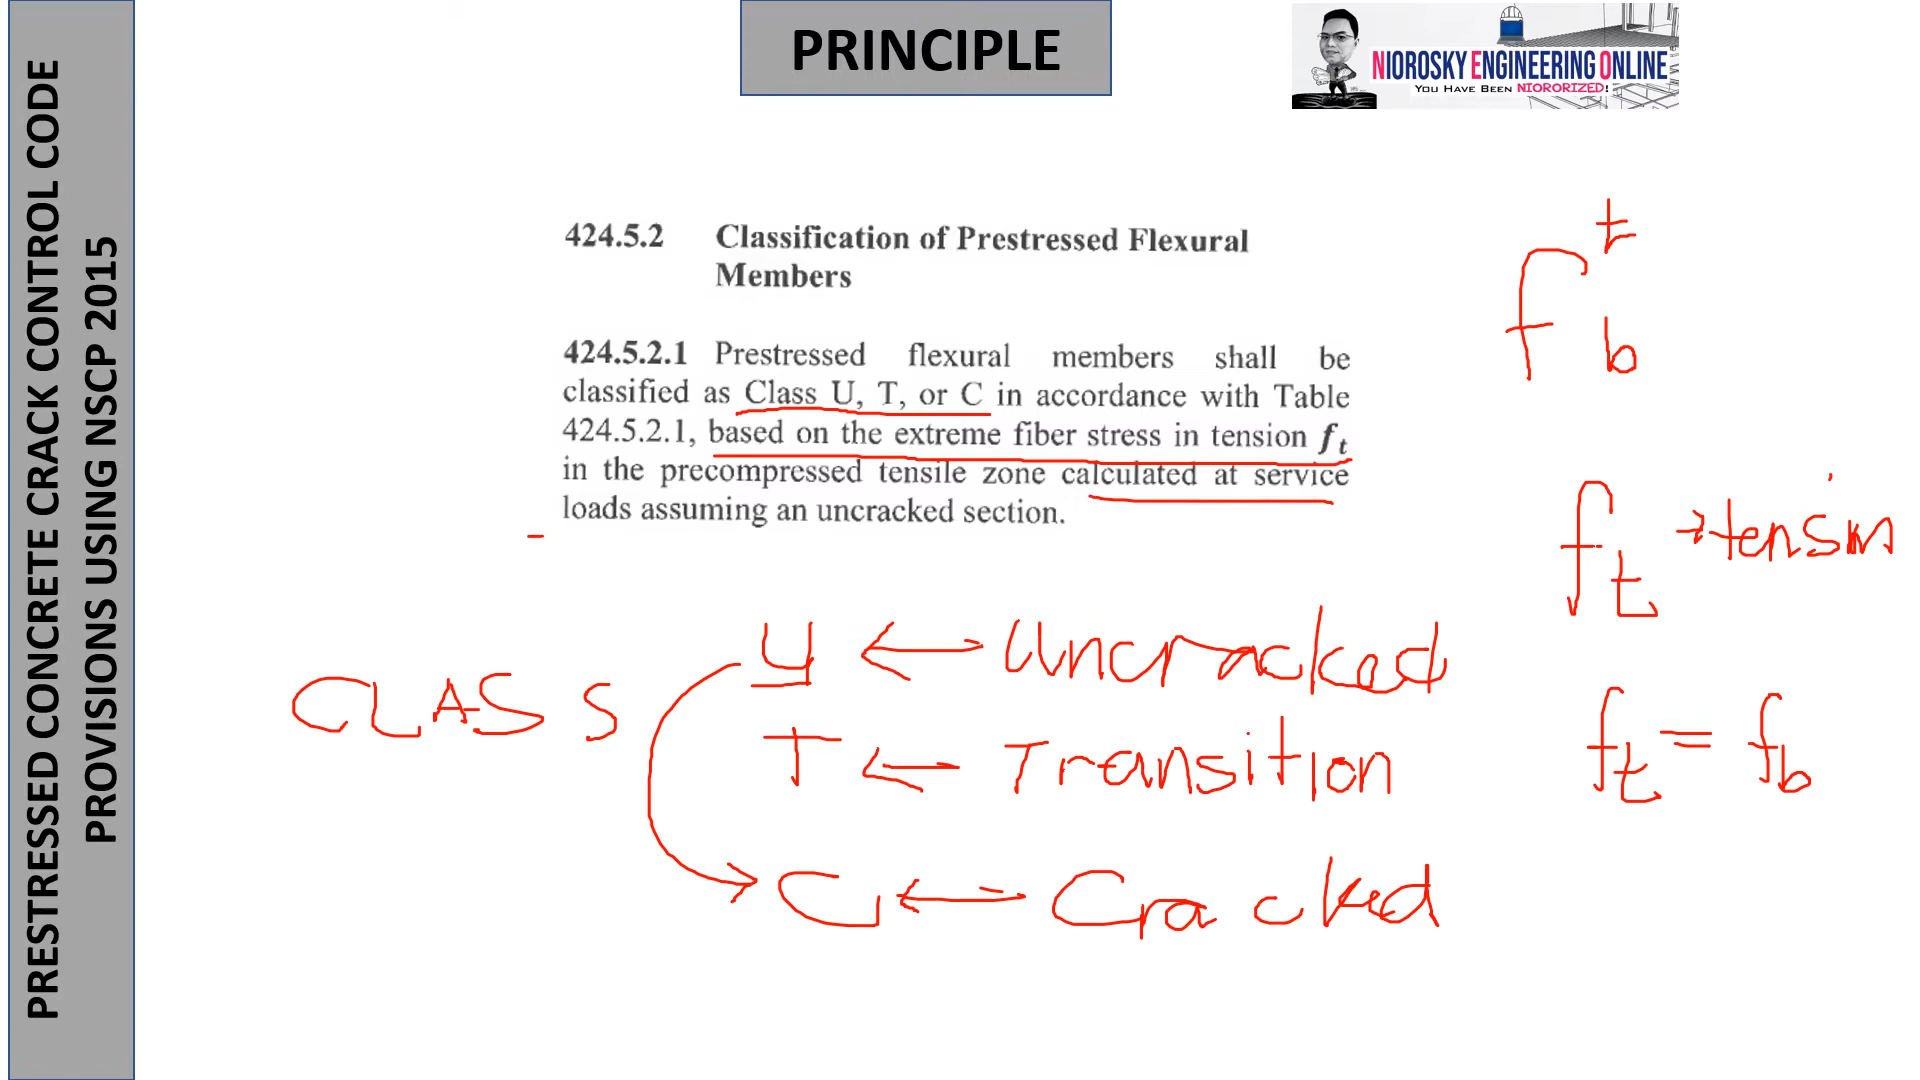 PRESTRESSED CONCRETE CRACK CONTROL CODE
PROVISIONS USING NSCP 2015
PRINCIPLE
NIOROSKY ENGINEERING ONLINE
YOU HAVE BEEN NIORORIZED!
424.5.2 Classification of Prestressed Flexural
Members
424.5.2.1 Prestressed flexural members shall be
classified as Class U, T, or C in accordance with Table
424.5.2.1, based on the extreme fiber stress in tension ft
in the precompressed tensile zone calculated at service
loads assuming an uncracked section.
f t
b
ft → tension
ft = fb
CLASS
U ← Uncracked
T ← Transition
C ← Cracked